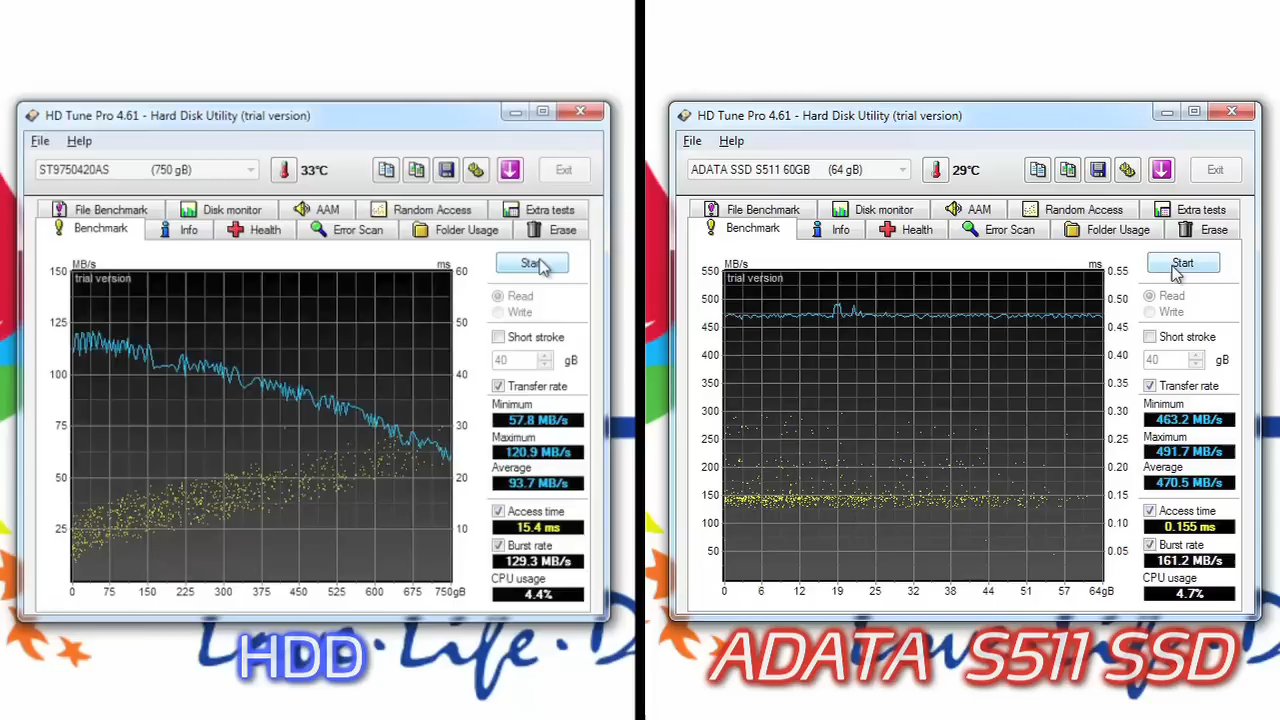 HD Tune Pro 4.61 - Hard Disk Utility (trial version)
File Help
ST9750420AS (750 gB)
33°C
Exit
File Benchmark Disk monitor AAM Random Access Extra tests
Benchmark Info Health Error Scan Folder Usage Erase
MB/s ms
trial version
150
125
100
75
50
25
60
50
40
30
20
10
0 75 150 225 300 375 450 525 600 675 750gB
Start
Read
Write
Short stroke
40 gB
Transfer rate
Minimum
57.8 MB/s
Maximum
120.9 MB/s
Average
93.7 MB/s
Access time
15.4 ms
Burst rate
129.3 MB/s
CPU usage
4.4%
HDD
HD Tune Pro 4.61 - Hard Disk Utility (trial version)
File Help
ADATA SSD S511 60GB (64 gB)
29°C
Exit
File Benchmark Disk monitor AAM Random Access Extra tests
Benchmark Info Health Error Scan Folder Usage Erase
MB/s ms
trial version
550
500
450
400
350
300
250
200
150
100
50
0.55
0.50
0.45
0.40
0.35
0.30
0.25
0.20
0.15
0.10
0.05
0 6 12 19 25 32 38 44 51 57 64gB
Start
Read
Write
Short stroke
40 gB
Transfer rate
Minimum
463.2 MB/s
Maximum
491.7 MB/s
Average
470.5 MB/s
Access time
0.155 ms
Burst rate
161.2 MB/s
CPU usage
4.7%
ADATA S511 SSD